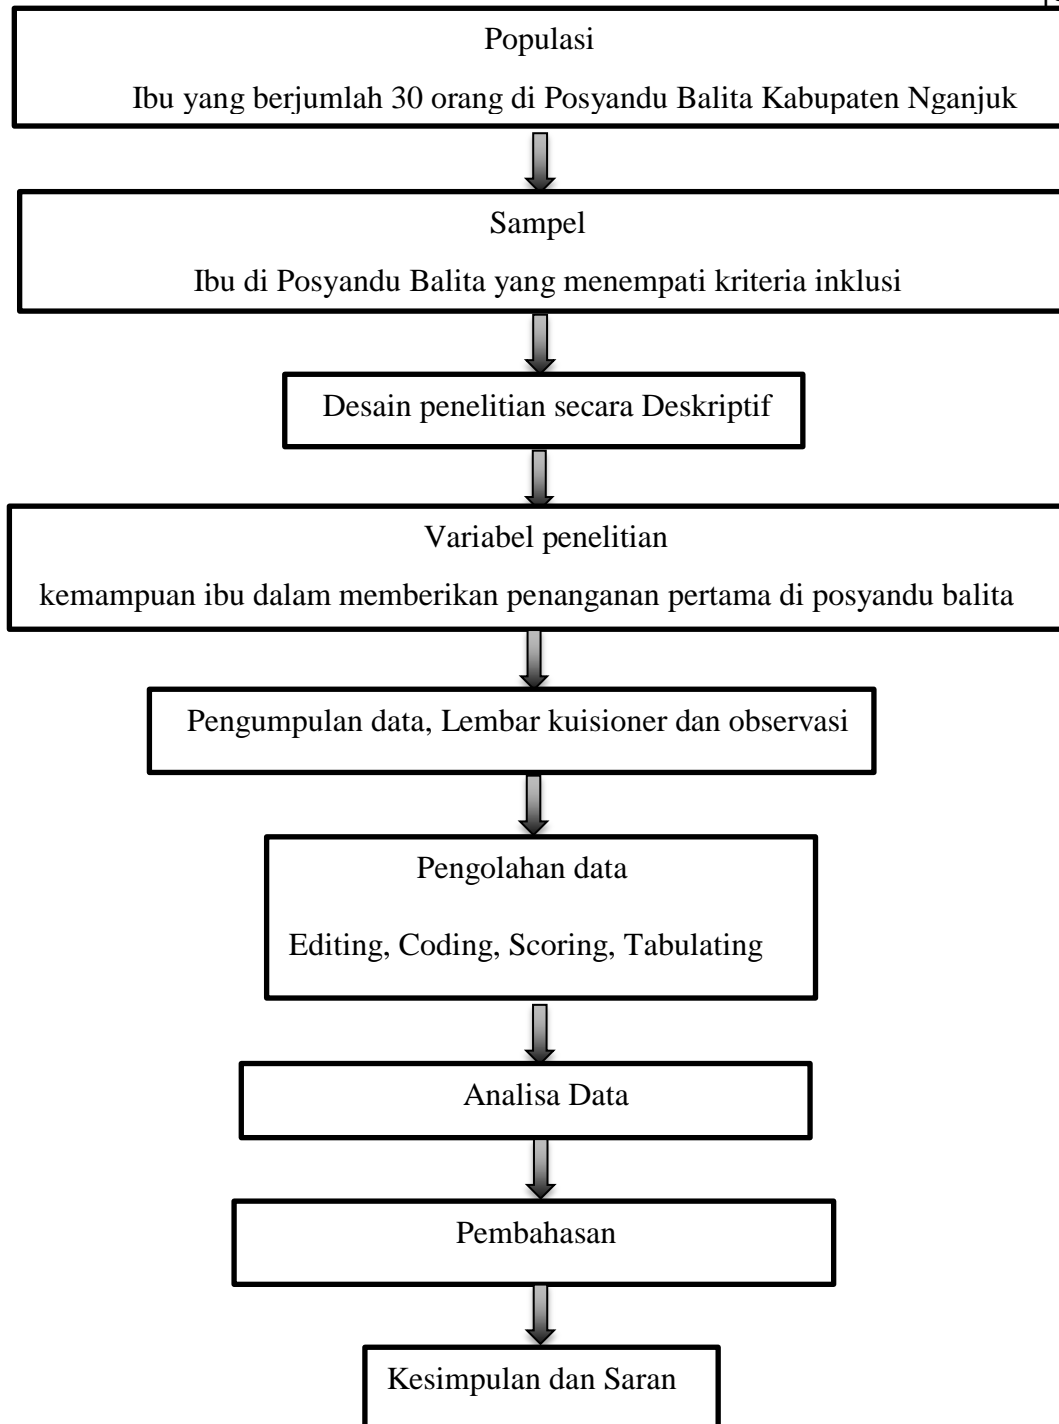 Populasi
Ibu yang berjumlah 30 orang di Posyandu Balita Kabupaten Nganjuk
Sampel
Ibu di Posyandu Balita yang menempati kriteria inklusi
Desain penelitian secara Deskriptif
Variabel penelitian
kemampuan ibu dalam memberikan penanganan pertama di posyandu balita
Pengumpulan data, Lembar kuisioner dan observasi
Pengolahan data
Editing, Coding, Scoring, Tabulating
Analisa Data
Pembahasan
Kesimpulan dan Saran